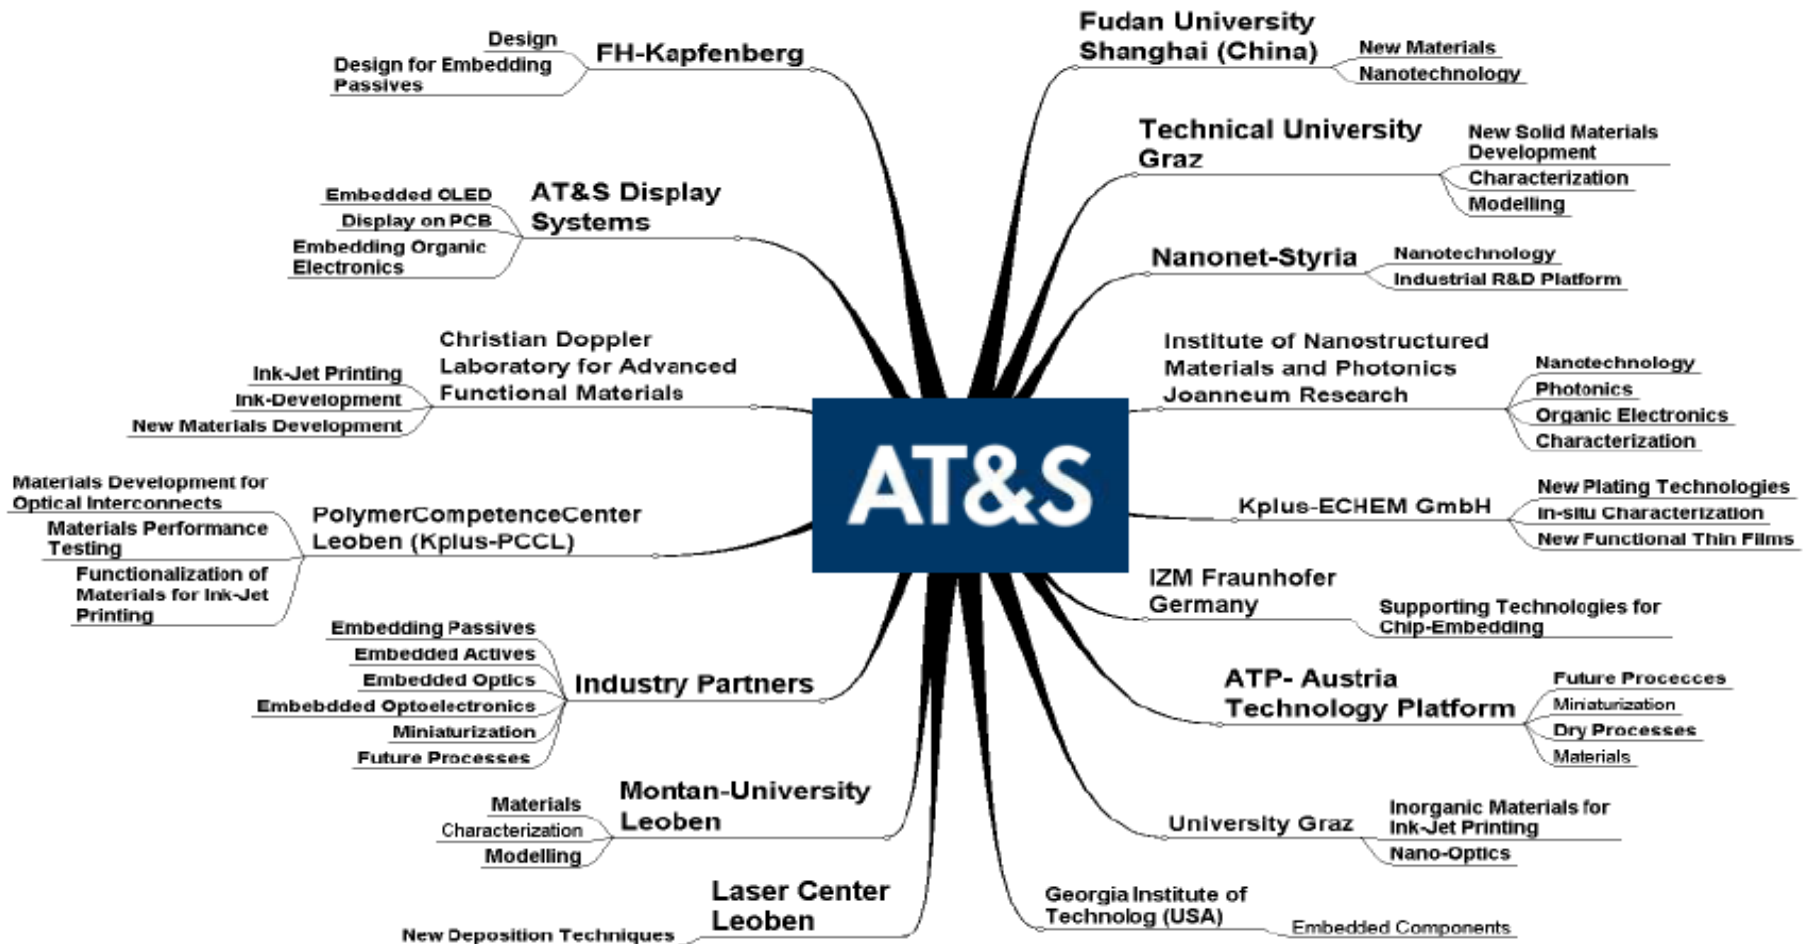 FH-Kapfenberg
Design
Design for Embedding
Passives
AT&S Display
Systems
Embedded OLED
Display on PCB
Embedding Organic
Electronics
Christian Doppler
Laboratory for Advanced
Functional Materials
Ink-Jet Printing
Ink-Development
New Materials Development
PolymerCompetenceCenter
Leoben (Kplus-PCCL)
Materials Development for
Optical Interconnects
Materials Performance
Testing
Functionalization of
Materials for Ink-Jet
Printing
Industry Partners
Embedding Passives
Embedded Actives
Embedded Optics
Embebdded Optoelectronics
Miniaturization
Future Processes
Montan-University
Leoben
Materials
Characterization
Modelling
Laser Center
Leoben
New Deposition Techniques
AT&S
Fudan University
Shanghai (China)
New Materials
Nanotechnology
Technical University
Graz
New Solid Materials
Development
Characterization
Modelling
Nanonet-Styria
Nanotechnology
Industrial R&D Platform
Institute of Nanostructured
Materials and Photonics
Joanneum Research
Nanotechnology
Photonics
Organic Electronics
Characterization
Kplus-ECHEM GmbH
New Plating Technologies
In-situ Characterization
New Functional Thin Films
IZM Fraunhofer
Germany
Supporting Technologies for
Chip-Embedding
ATP- Austria
Technology Platform
Future Procecces
Miniaturization
Dry Processes
Materials
University Graz
Inorganic Materials for
Ink-Jet Printing
Nano-Optics
Georgia Institute of
Technolog (USA)
Embedded Components